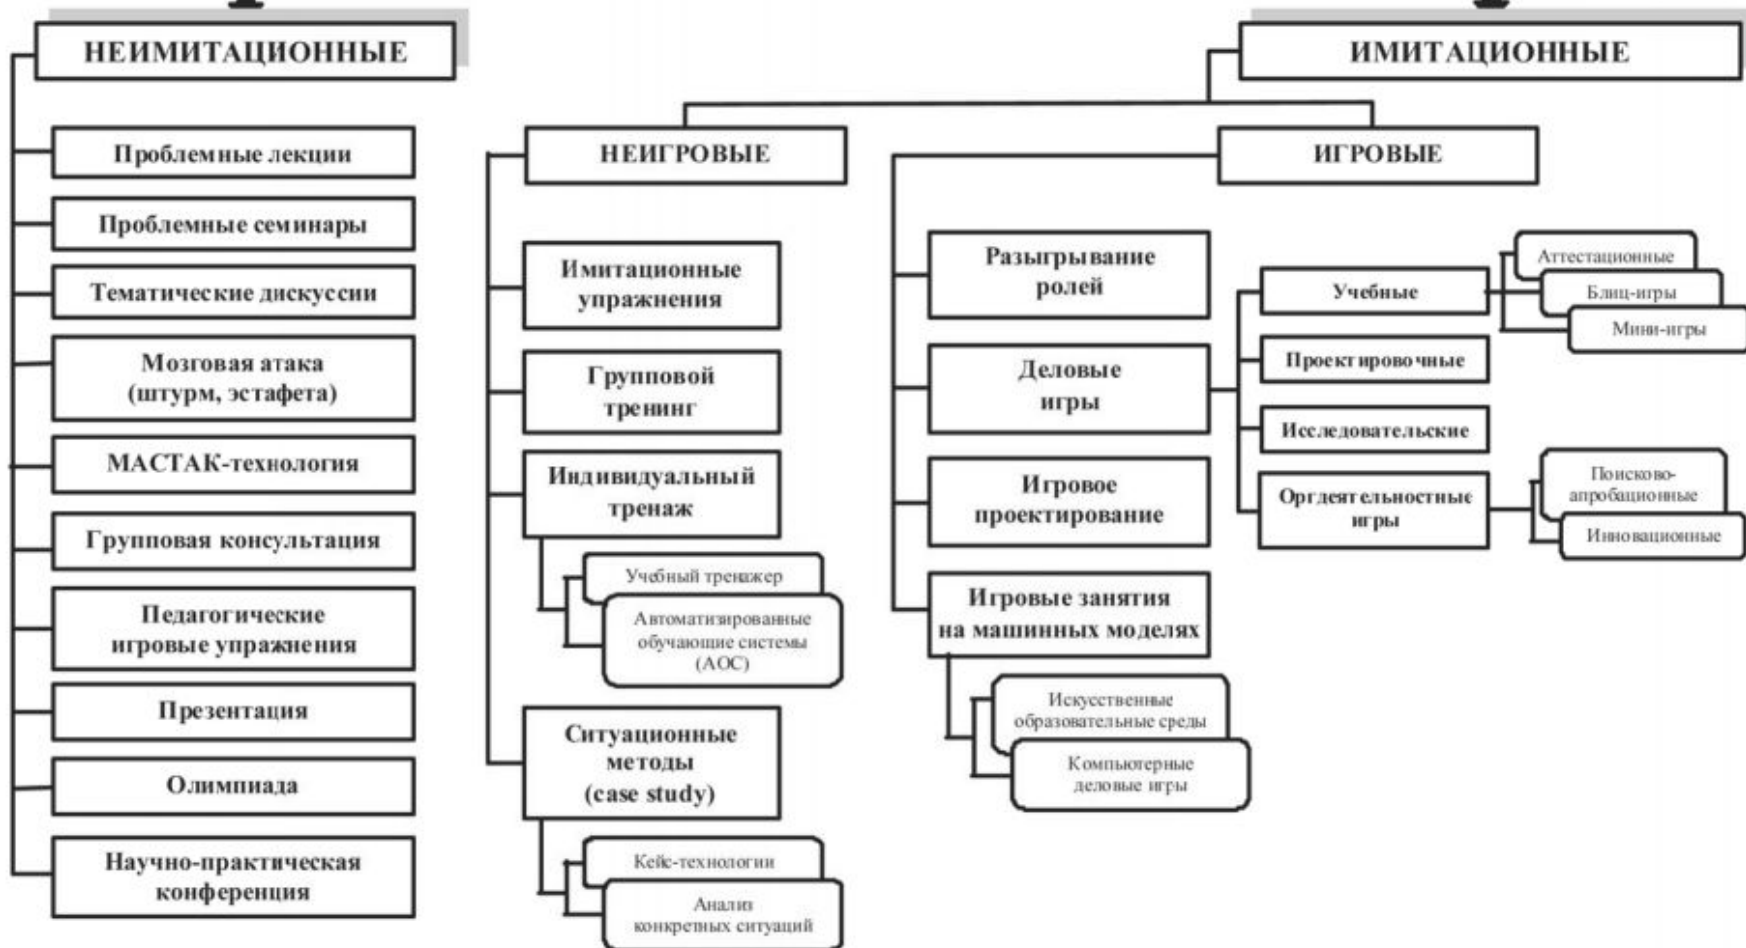 НЕИМИТАЦИОННЫЕ
Проблемные лекции
Проблемные семинары
Тематические дискуссии
Мозговая атака
(штурм, эстафета)
МАСТАК-технология
Групповая консультация
Педагогические
игровые упражнения
Презентация
Олимпиада
Научно-практическая
конференция
ИМИТАЦИОННЫЕ
НЕИГРОВЫЕ
Имитационные
упражнения
Групповой
тренинг
Индивидуальный
тренаж
Учебный тренажер
Автоматизированные
обучающие системы
(АОС)
Ситуационные
методы
(case study)
Кейс-технологии
Анализ
конкретных ситуаций
ИГРОВЫЕ
Разыгрывание
ролей
Деловые
игры
Учебные
Аттестационные
Блиц-игры
Мини-игры
Проектировочные
Исследовательские
Оргдеятельностные
игры
Поисково-
апробационные
Инновационные
Игровое
проектирование
Игровые занятия
на машинных моделях
Искусственные
образовательные среды
Компьютерные
деловые игры